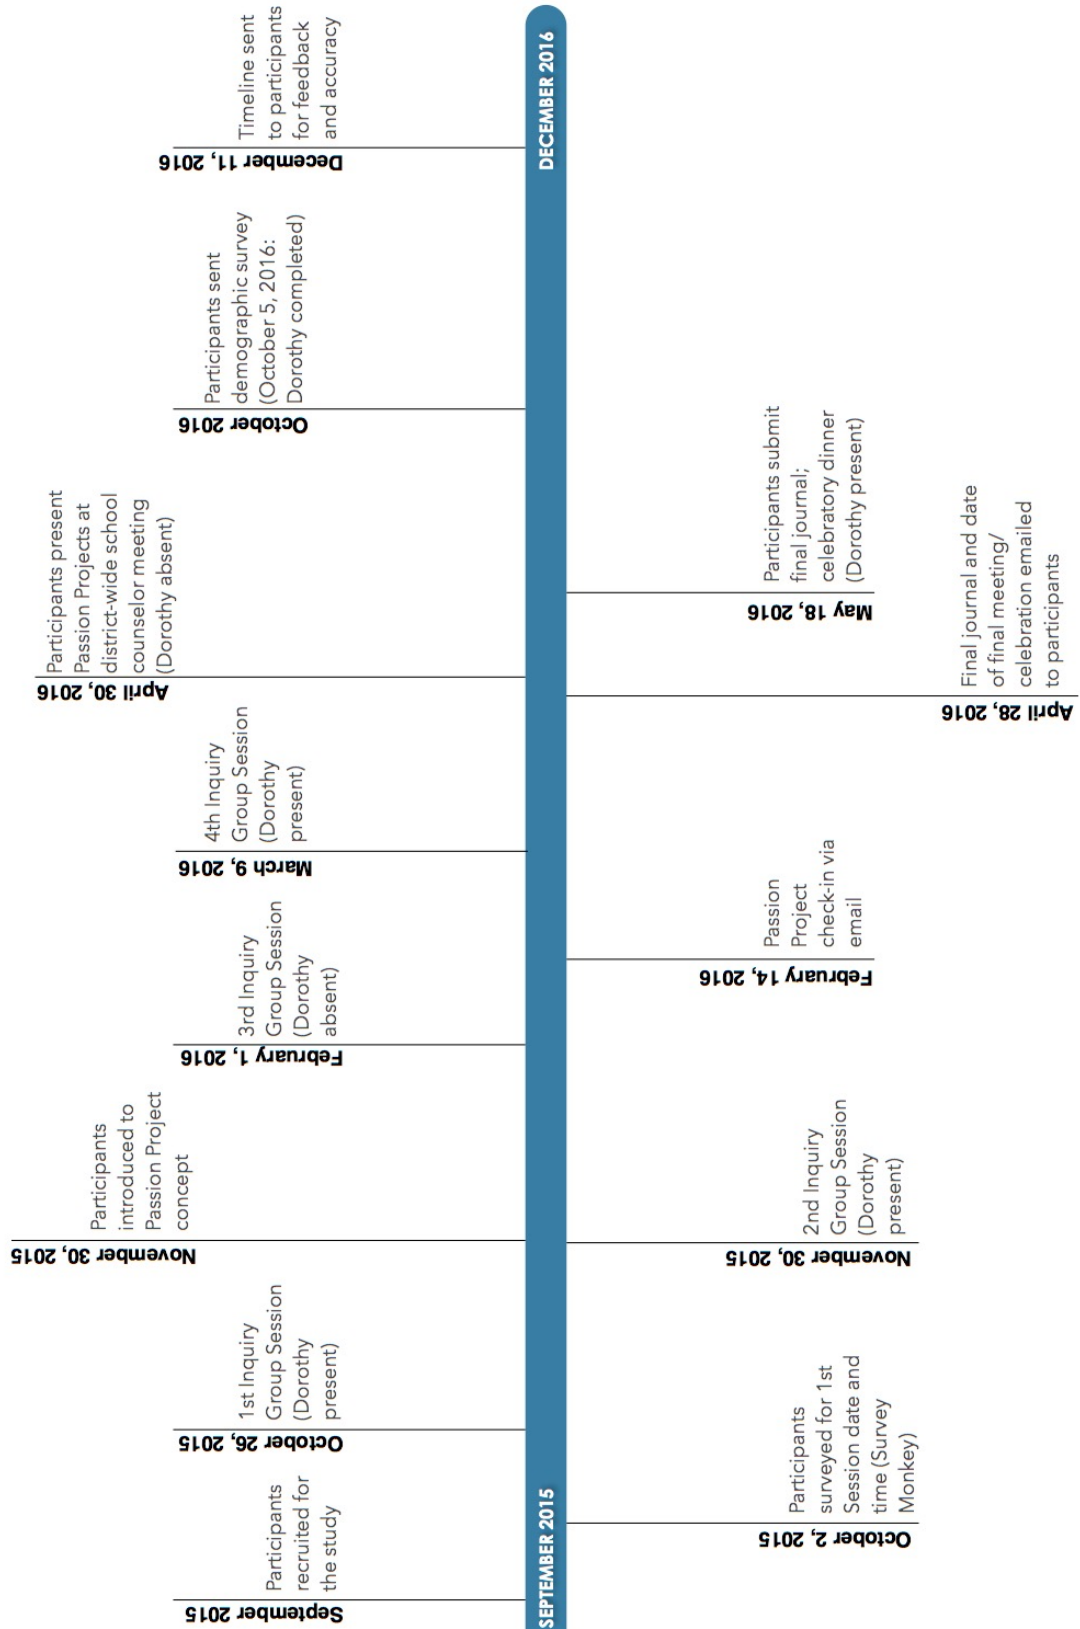 SEPTEMBER 2015
DECEMBER 2016
September 2015
Participants
recruited for
the study
October 2, 2015
Participants
surveyed for 1st
Session date and
time (Survey
Monkey)
October 26, 2015
1st Inquiry
Group Session
(Dorothy
present)
November 30, 2015
Participants
introduced to
Passion Project
concept
November 30, 2015
2nd Inquiry
Group Session
(Dorothy
present)
February 1, 2016
3rd Inquiry
Group Session
(Dorothy
absent)
February 14, 2016
Passion
Project
check-in via
email
March 9, 2016
4th Inquiry
Group Session
(Dorothy
present)
April 30, 2016
Participants present
Passion Projects at
district-wide school
counselor meeting
(Dorothy absent)
April 28, 2016
Final journal and date
of final meeting/
celebration emailed
to participants
May 18, 2016
Participants submit
final journal;
celebratory dinner
(Dorothy present)
October 2016
Participants sent
demographic survey
(October 5, 2016:
Dorothy completed)
December 11, 2016
Timeline sent
to participants
for feedback
and accuracy